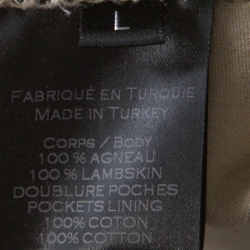 L
FABRIQUÉ EN TURQUIE
MADE IN TURKEY
CORPS / BODY
100 % AGNEAU
100 % LAMBSKIN
DOUBLURE POCHES
POCKETS LINING
100% COTON
100% COTTON